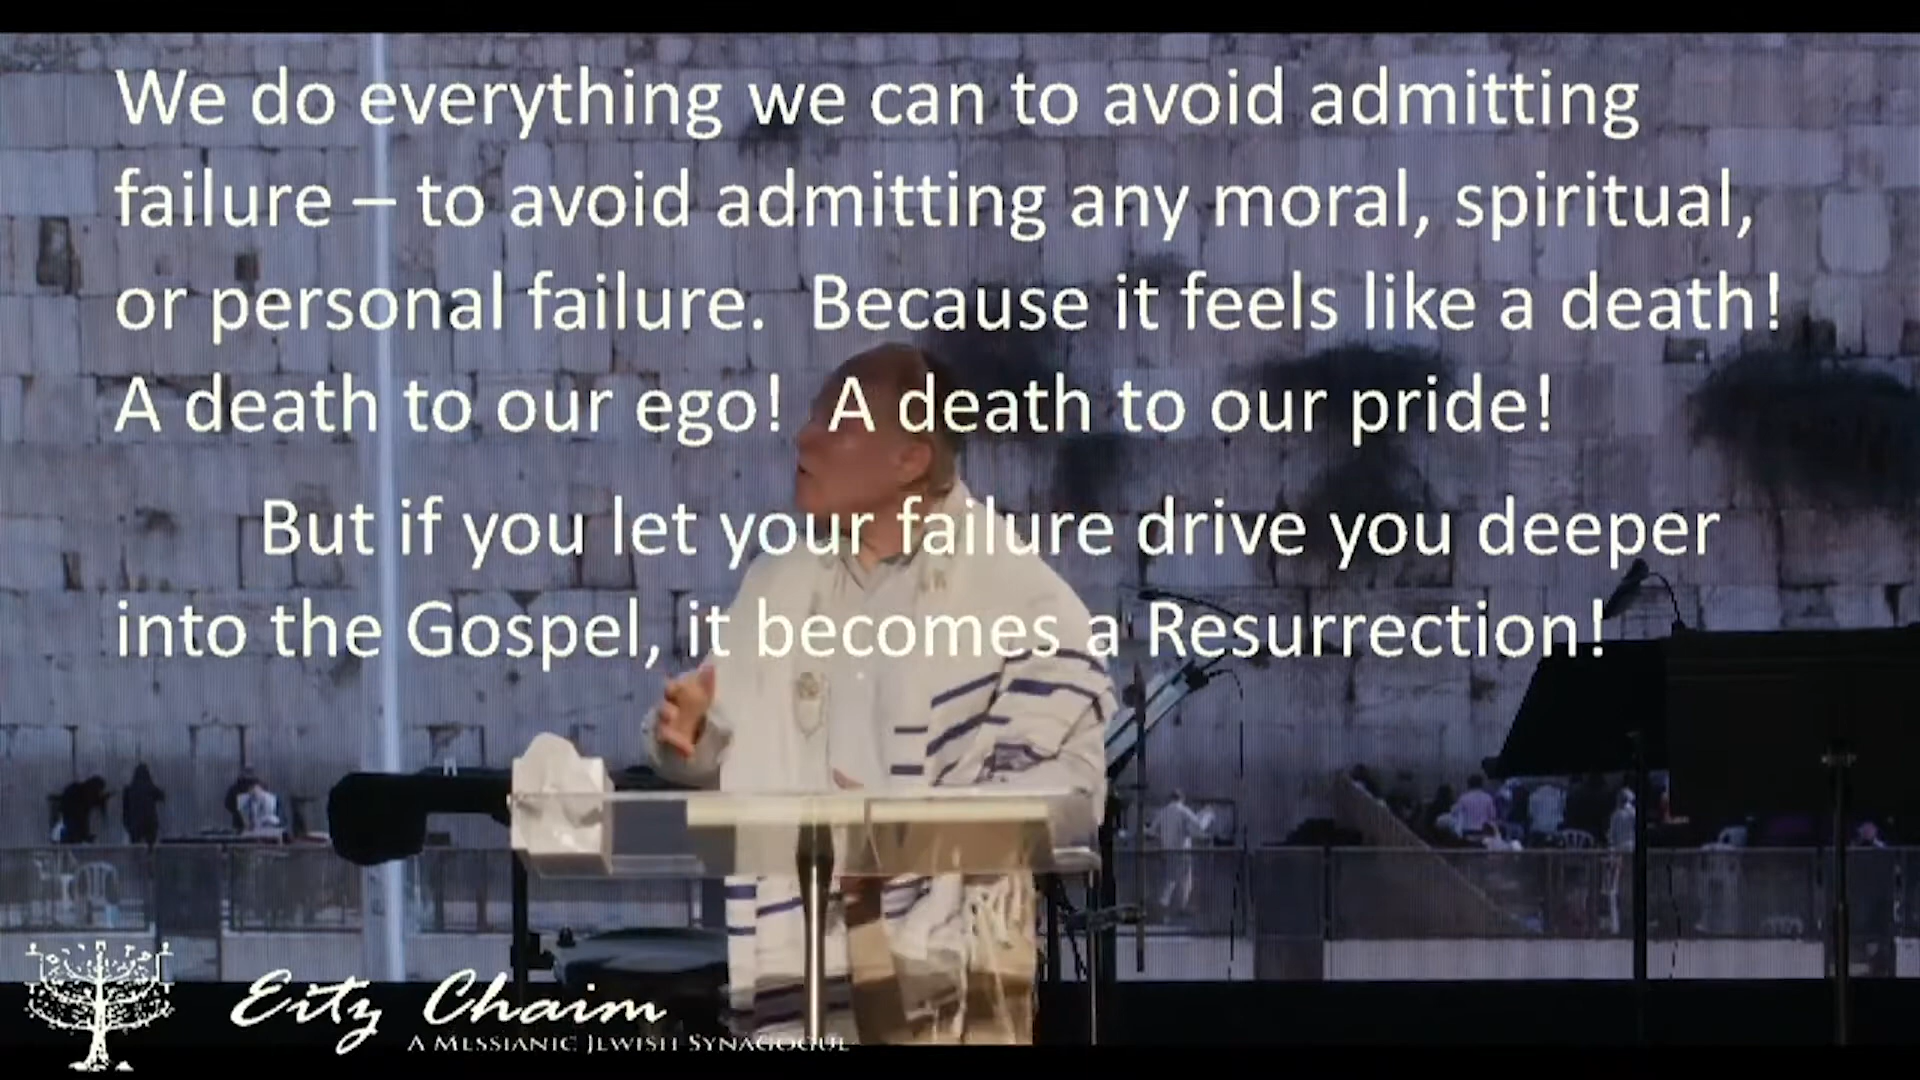 We do everything we can to avoid admitting
failure – to avoid admitting any moral, spiritual,
or personal failure.  Because it feels like a death!
A death to our ego!  A death to our pride!
But if you let your failure drive you deeper
into the Gospel, it becomes a Resurrection!
Eitz Chaim
A MESSIANIC JEWISH SYNAGOGUE